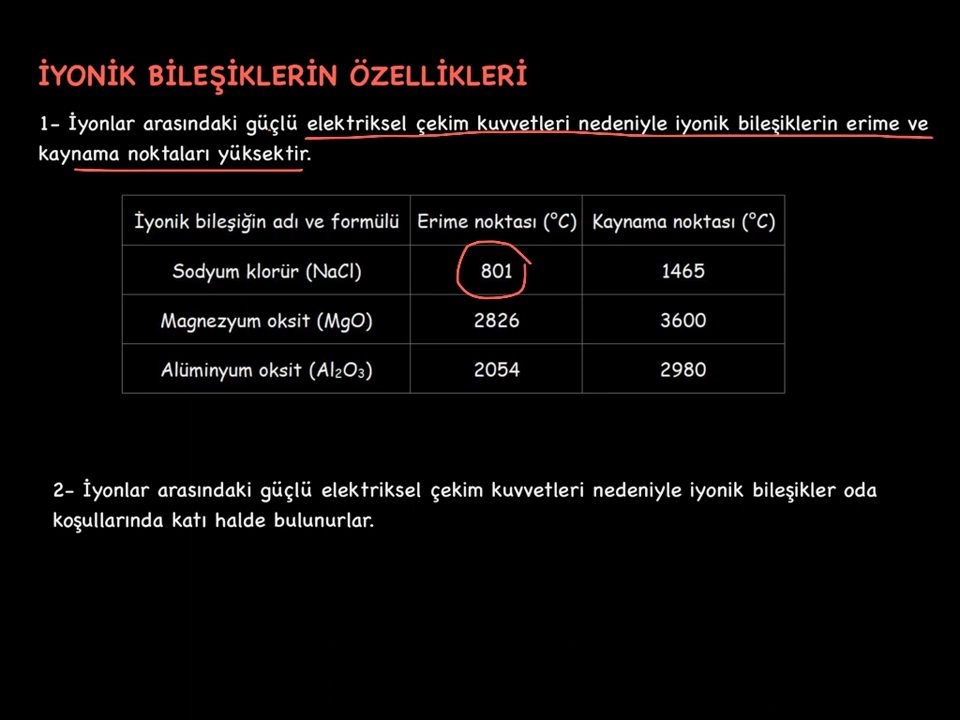 İYONİK BİLEŞİKLERİN ÖZELLİKLERİ
1- İyonlar arasındaki güçlü elektriksel çekim kuvvetleri nedeniyle iyonik bileşiklerin erime ve
kaynama noktaları yüksektir.
İyonik bileşiğin adı ve formülü Erime noktası (°C) Kaynama noktası (°C)
Sodyum klorür (NaCl) 801 1465
Magnezyum oksit (MgO) 2826 3600
Alüminyum oksit (Al₂O₃) 2054 2980
2- İyonlar arasındaki güçlü elektriksel çekim kuvvetleri nedeniyle iyonik bileşikler oda
koşullarında katı halde bulunurlar.